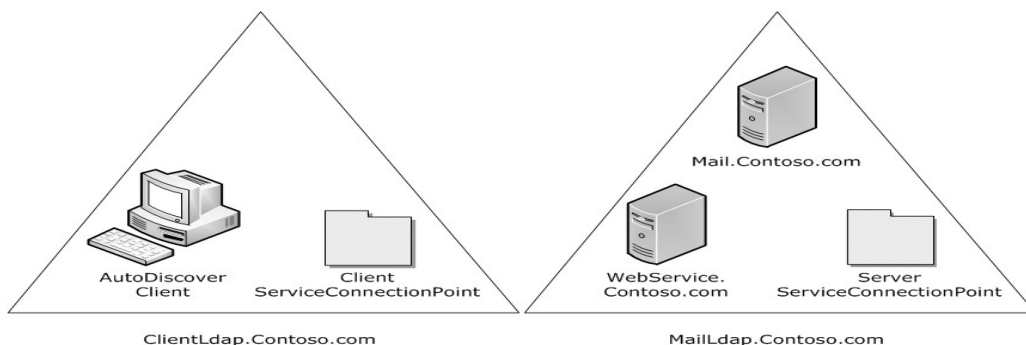 AutoDiscover
Client
Client
ServiceConnectionPoint
ClientLdap.Contoso.com
Mail.Contoso.com
WebService.
Contoso.com
Server
ServiceConnectionPoint
MailLdap.Contoso.com